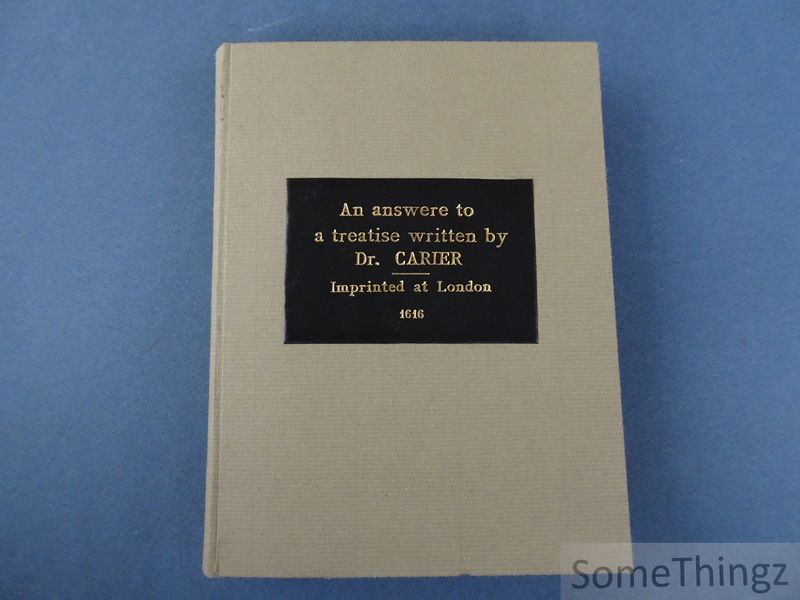 An answere to
a treatise written by
Dr. CARIER
Imprinted at London
1616
SomeThingz